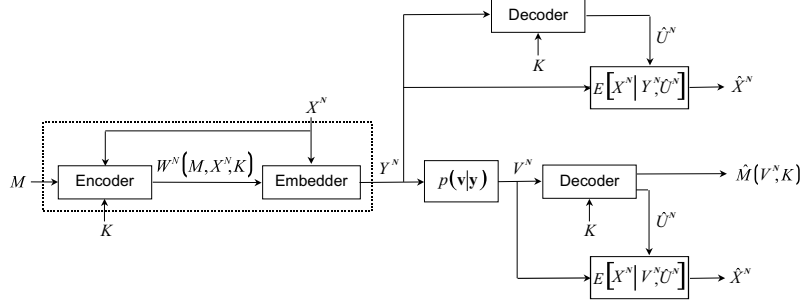 Decoder
Û^N
K
E[X^N | Y^N, Û^N]
X̂^N
X^N
M
Encoder
W^N(M, X^N, K)
Embedder
Y^N
p(v|y)
V^N
Decoder
M̂(V^N, K)
K
K
Û^N
E[X^N | V^N, Û^N]
X̂^N